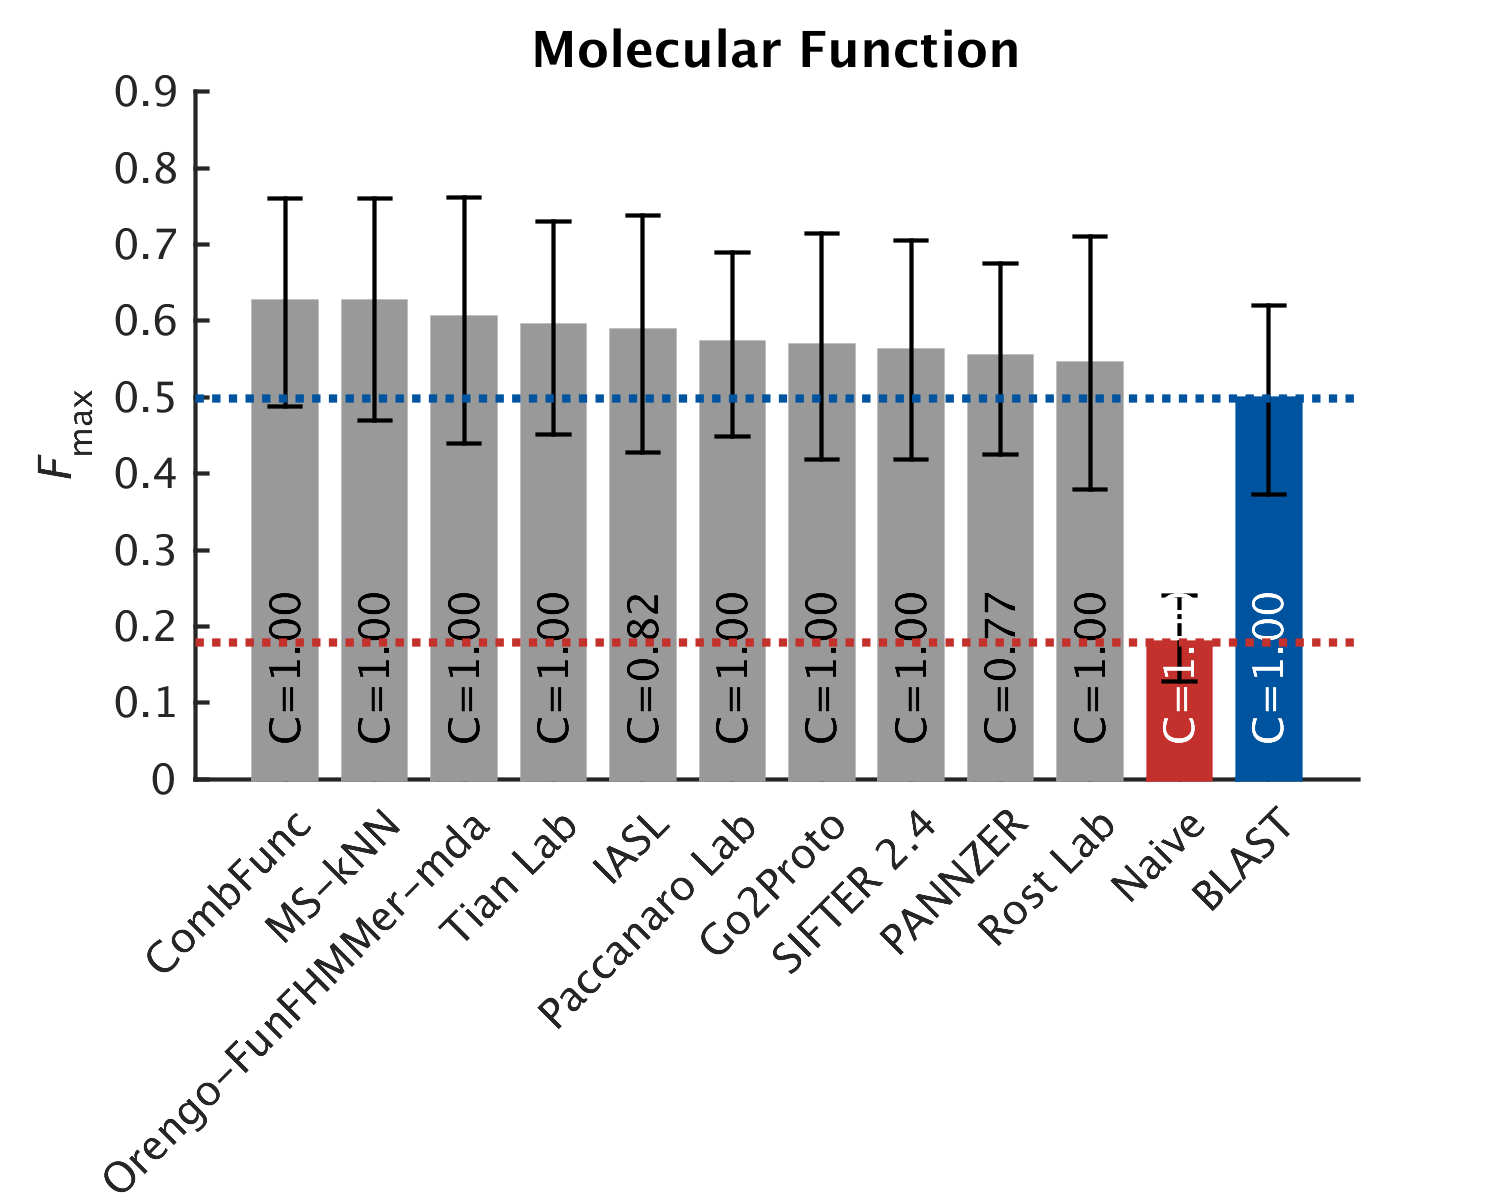 Molecular Function
0.9
0.8
0.7
0.6
0.5
0.4
0.3
0.2
0.1
0
Fmax
C=1.00
C=1.00
C=1.00
C=1.00
C=0.82
C=1.00
C=1.00
C=1.00
C=0.77
C=1.00
C=1.
C=1.00
CombFunc
MS-kNN
Orengo-FunFHMMer-mda
Tian Lab
IASL
Paccanaro Lab
Go2Proto
SIFTER 2.4
PANNZER
Rost Lab
Naive
BLAST